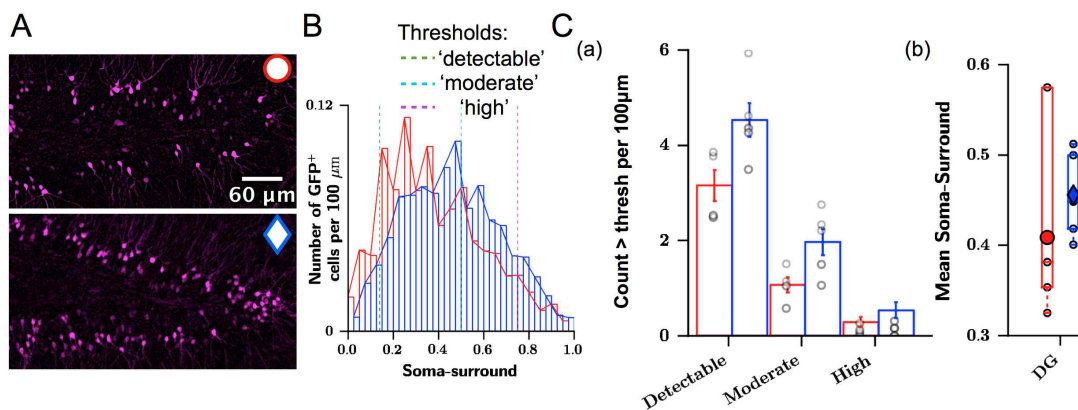 A
60 μm
B
Thresholds:
'detectable'
'moderate'
'high'
0.12
0
Number of GFP+
cells per 100 μm
0.0 0.2 0.4 0.6 0.8 1.0
Soma-surround
C
(a)
6
4
2
0
Count > thresh per 100μm
Detectable
Moderate
High
(b)
0.6
0.5
0.4
0.3
Mean Soma-Surround
DG